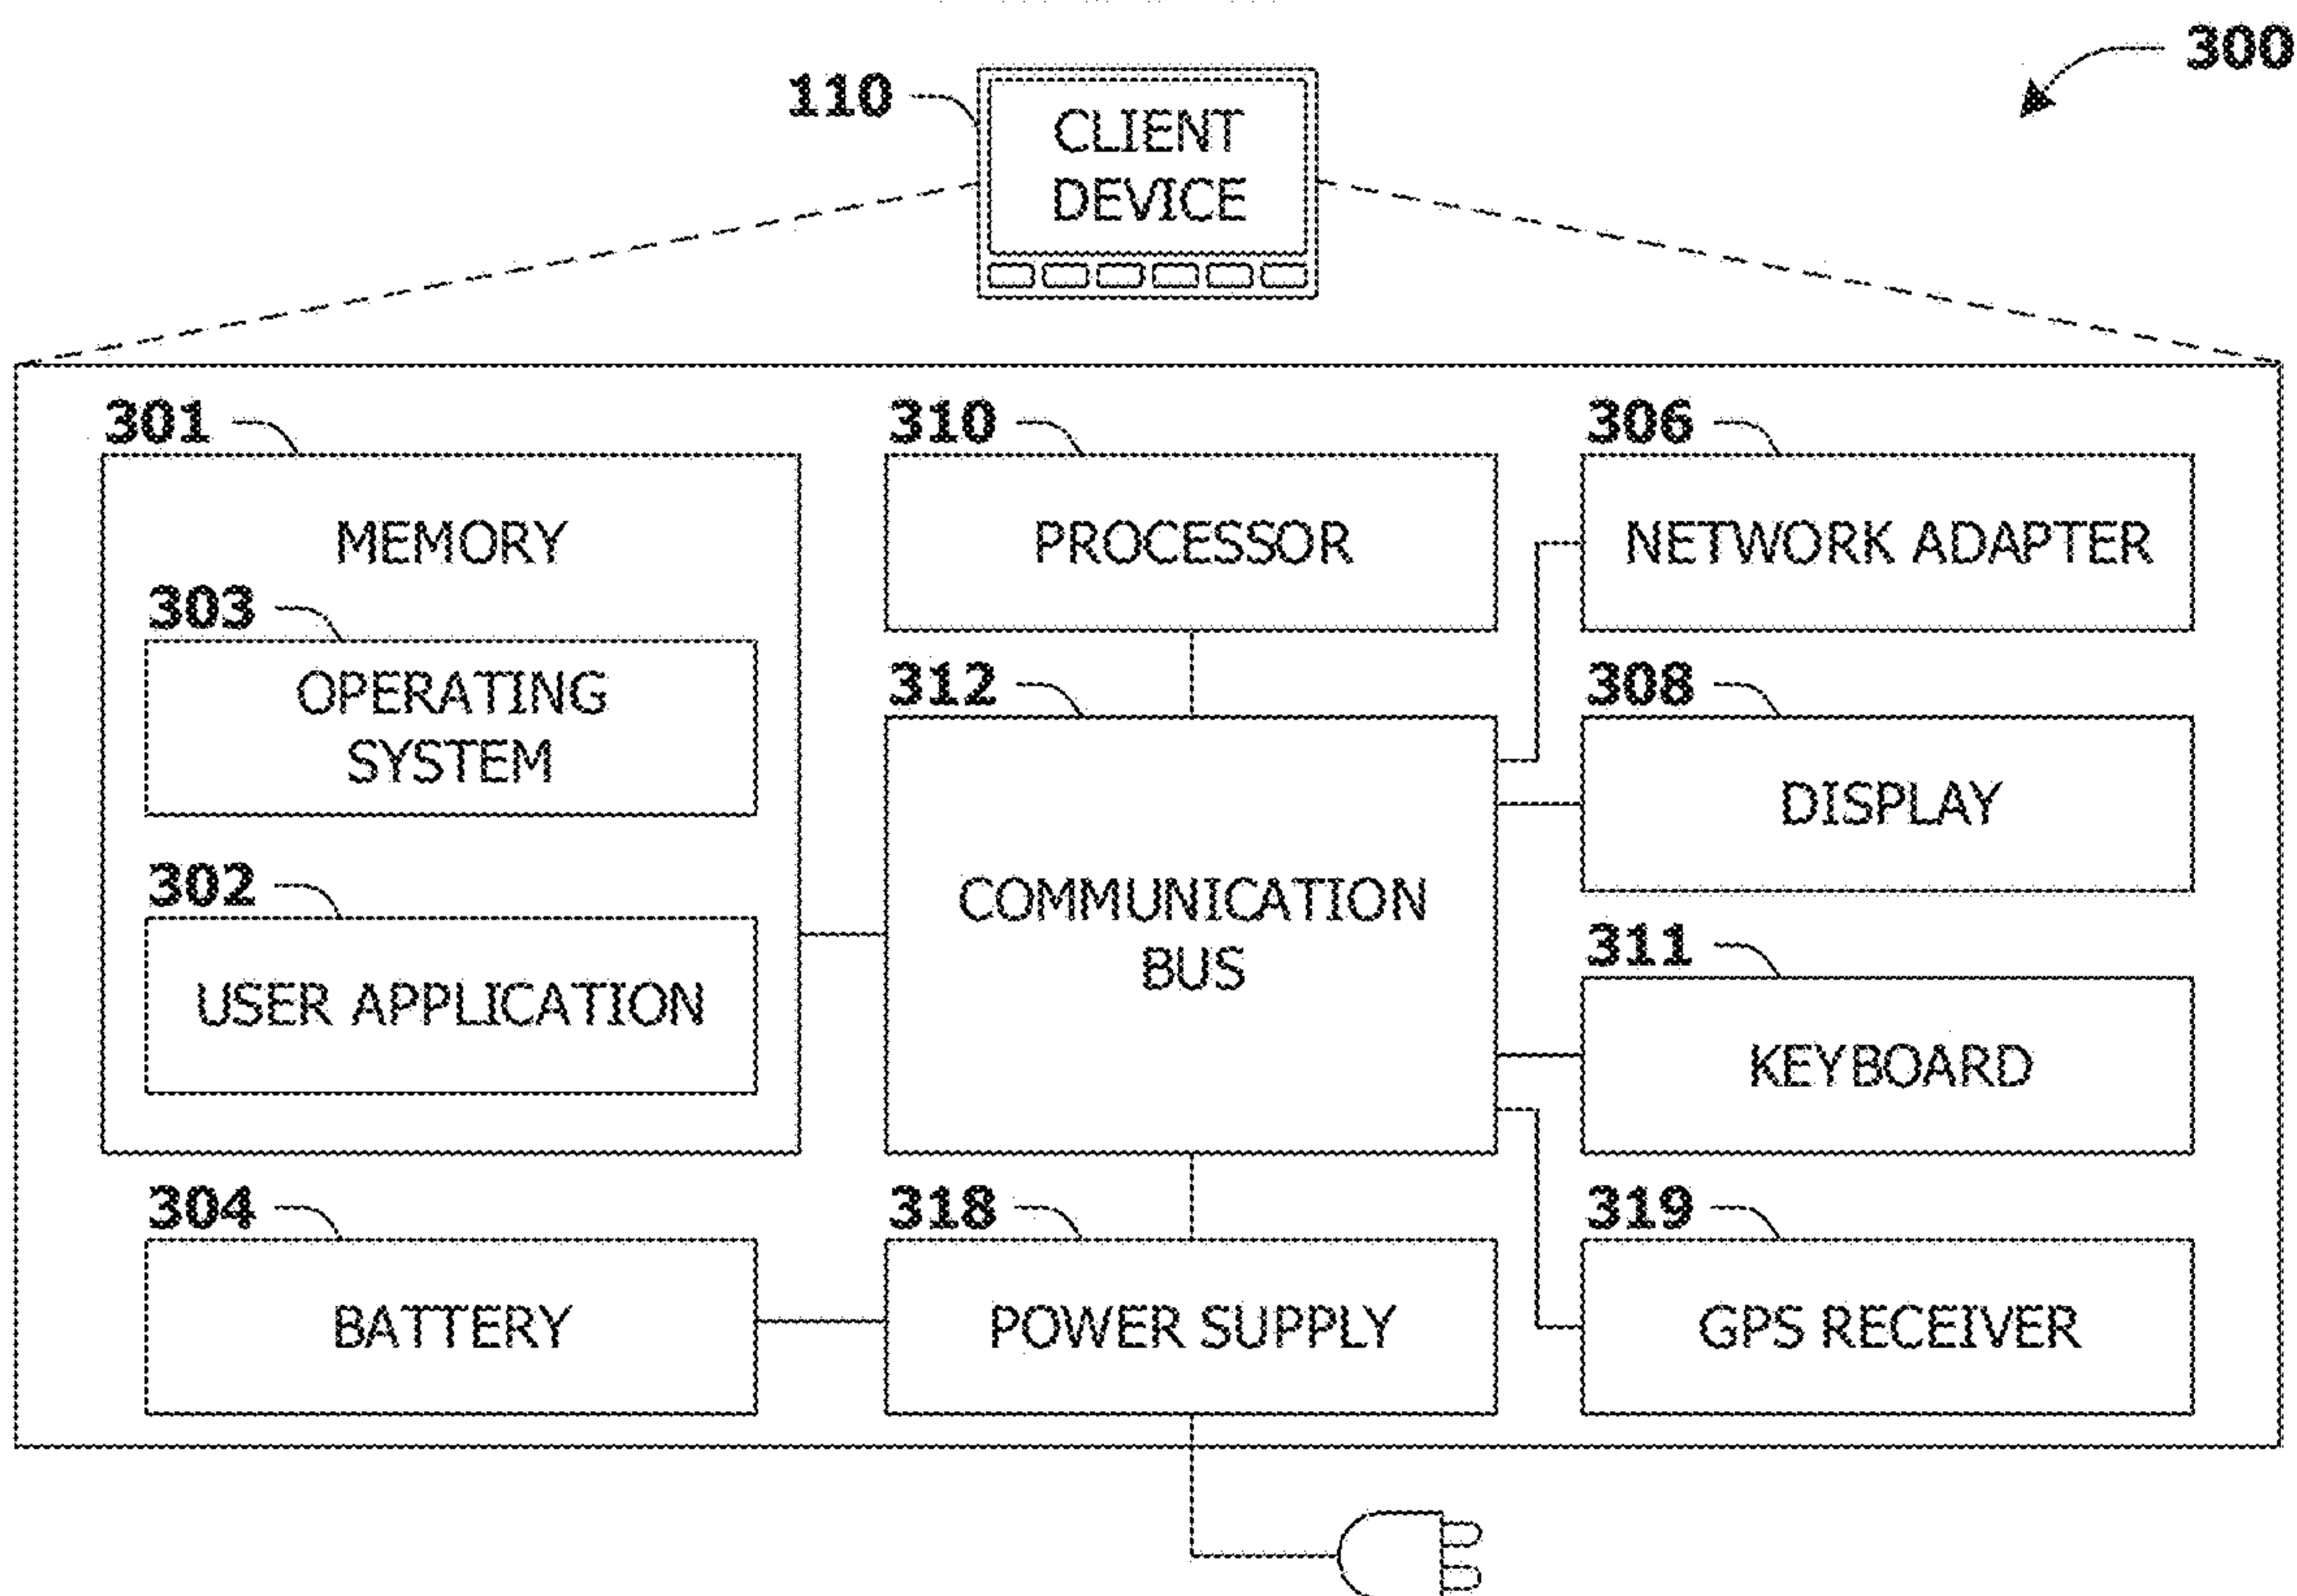 300
110
CLIENT
DEVICE
301
310
306
MEMORY
PROCESSOR
NETWORK ADAPTER
303
OPERATING
SYSTEM
312
308
COMMUNICATION
BUS
DISPLAY
302
USER APPLICATION
311
KEYBOARD
304
318
319
BATTERY
POWER SUPPLY
GPS RECEIVER